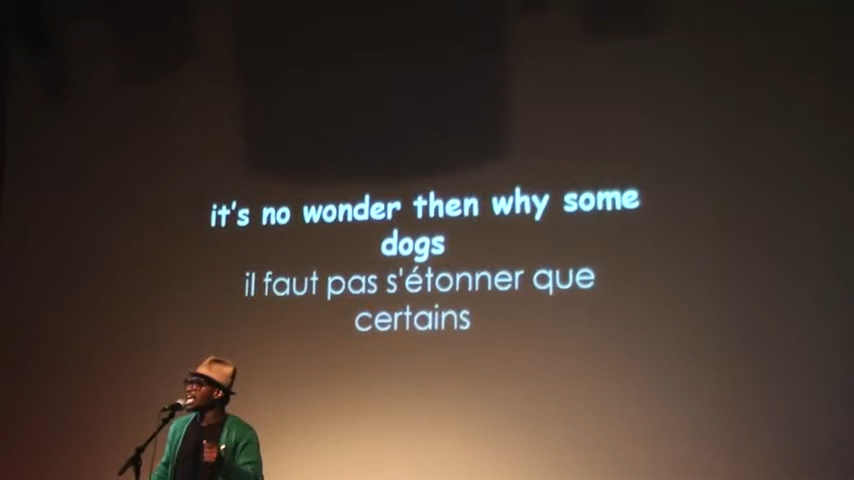 it's no wonder then why some
dogs
il faut pas s'étonner que
certains